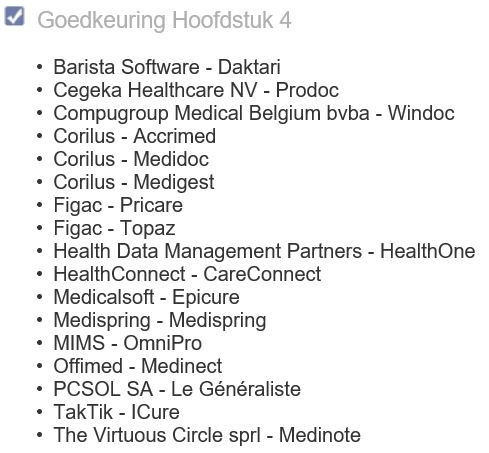 Goedkeuring Hoofdstuk 4
• Barista Software - Daktari
• Cegeka Healthcare NV - Prodoc
• Compugroup Medical Belgium bvba - Windoc
• Corilus - Accrimed
• Corilus - Medidoc
• Corilus - Medigest
• Figac - Pricare
• Figac - Topaz
• Health Data Management Partners - HealthOne
• HealthConnect - CareConnect
• Medicalsoft - Epicure
• Medispring - Medispring
• MIMS - OmniPro
• Offimed - Medinect
• PCSOL SA - Le Généraliste
• TakTik - ICure
• The Virtuous Circle sprl - Medinote